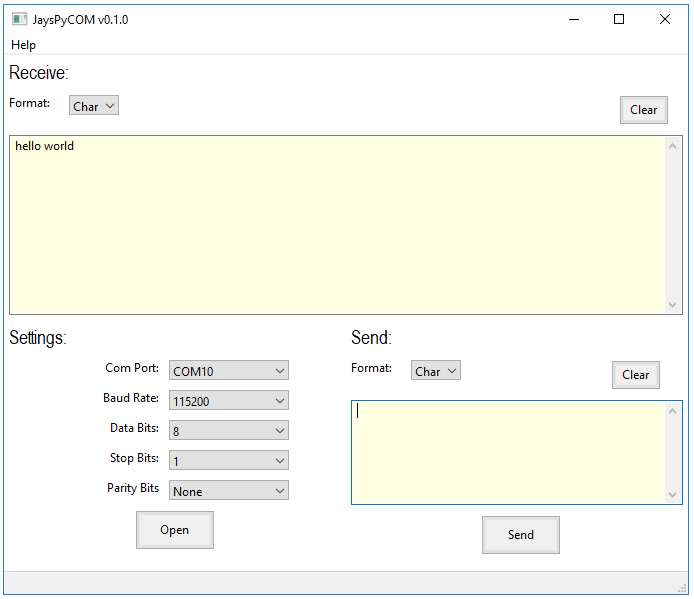 JaysPyCOM v0.1.0
Help
Receive:
Format: Char Clear
hello world
Settings:
Com Port: COM10
Baud Rate: 115200
Data Bits: 8
Stop Bits: 1
Parity Bits None
Open
Send:
Format: Char Clear
Send